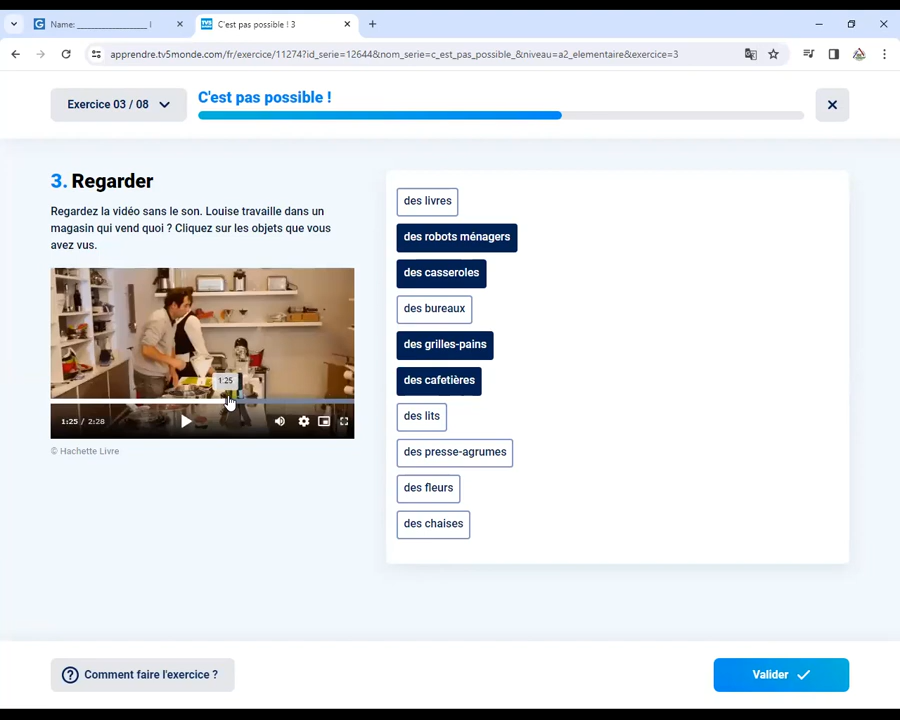 Name: ________________ I
C'est pas possible ! 3
apprendre.tv5monde.com/fr/exercice/11274?id_serie=12644&nom_serie=c_est_pas_possible_&niveau=a2_elementaire&exercice=3
Exercice 03 / 08
C'est pas possible !
3. Regarder
Regardez la vidéo sans le son. Louise travaille dans un
magasin qui vend quoi ? Cliquez sur les objets que vous
avez vus.
1:25
1:25 / 2:28
© Hachette Livre
des livres
des robots ménagers
des casseroles
des bureaux
des grilles-pains
des cafetières
des lits
des presse-agrumes
des fleurs
des chaises
? Comment faire l'exercice ?
Valider